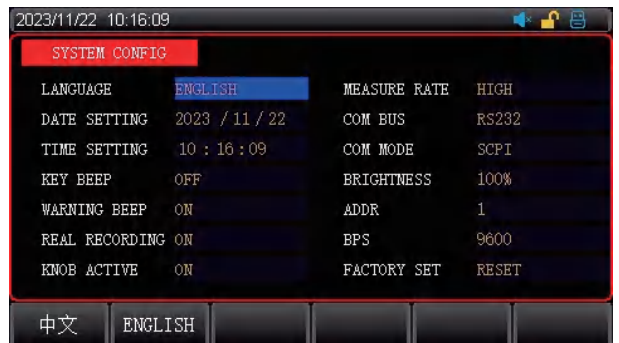 2023/11/22 10:16:09
SYSTEM CONFIG
LANGUAGE ENGLISH MEASURE RATE HIGH
DATE SETTING 2023 / 11 / 22 COM BUS RS232
TIME SETTING 10 : 16 : 09 COM MODE SCPI
KEY BEEP OFF BRIGHTNESS 100%
WARNING BEEP ON ADDR 1
REAL RECORDING ON BPS 9600
KNOB ACTIVE ON FACTORY SET RESET
中文 ENGLISH